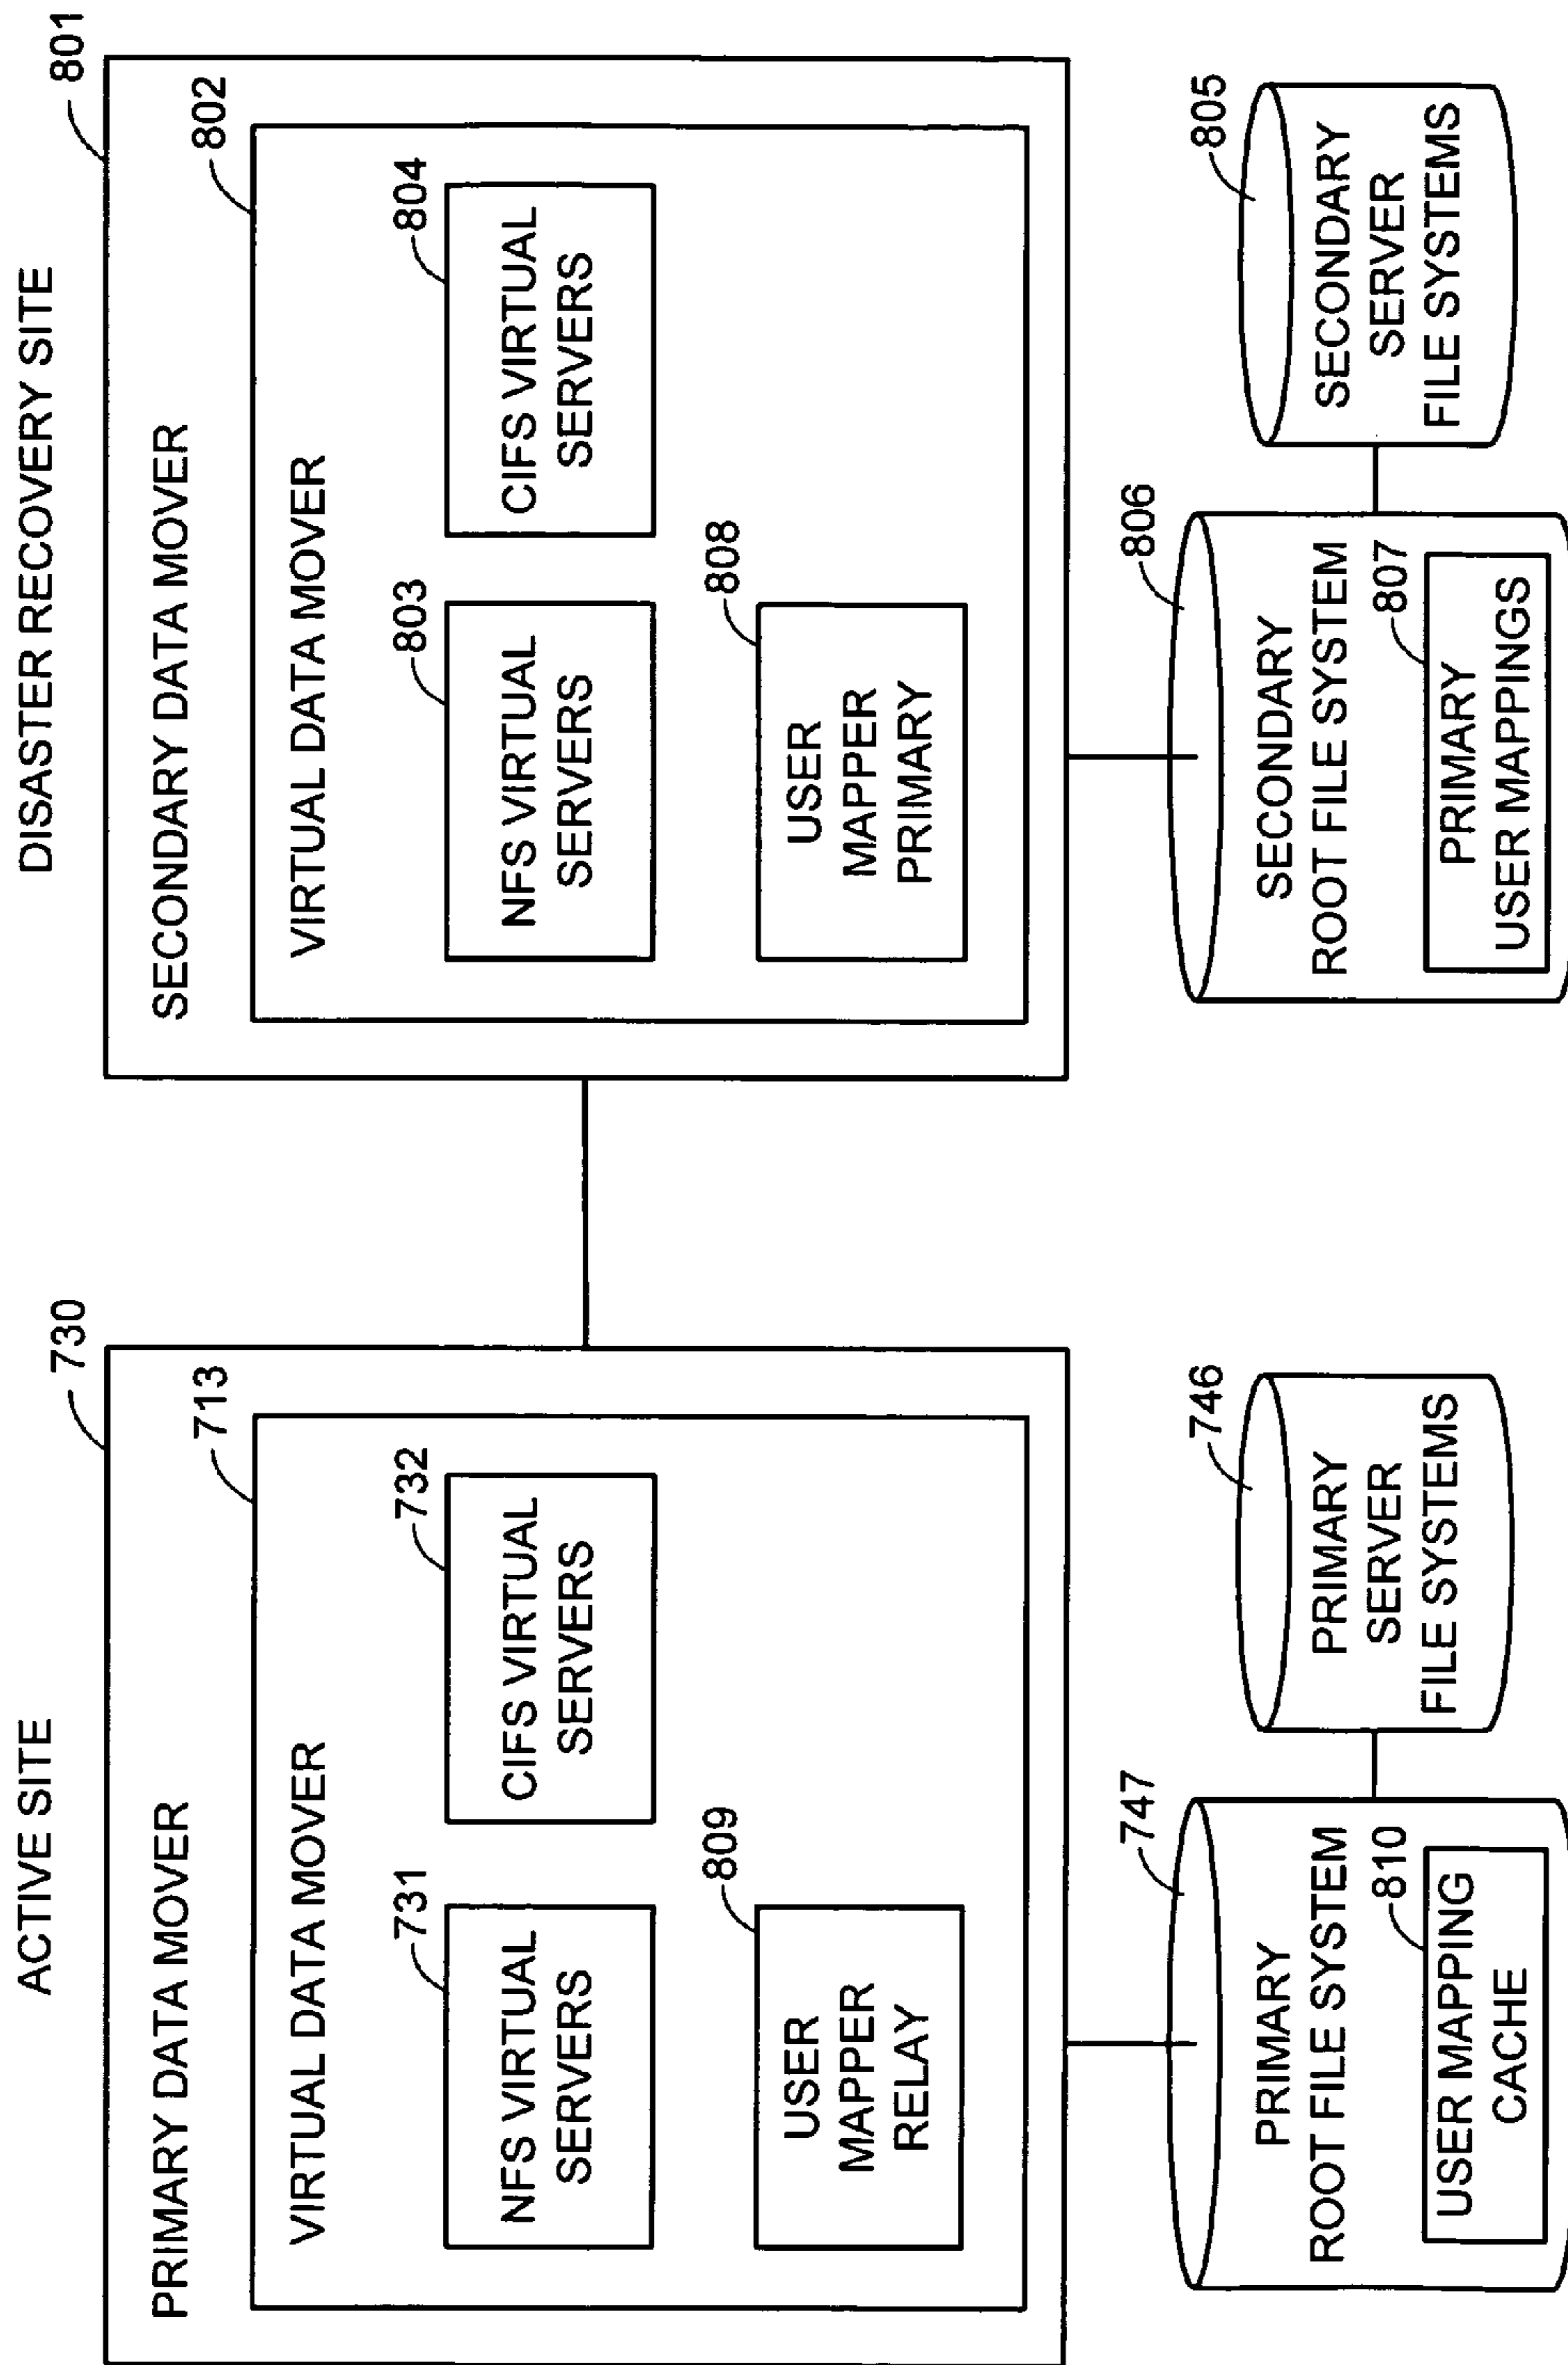 ACTIVE SITE
730
PRIMARY DATA MOVER
713
VIRTUAL DATA MOVER
731
NFS VIRTUAL
SERVERS
732
CIFS VIRTUAL
SERVERS
809
USER
MAPPER
RELAY
747
PRIMARY
ROOT FILE SYSTEM
810
USER MAPPING
CACHE
746
PRIMARY
SERVER
FILE SYSTEMS
DISASTER RECOVERY SITE
801
SECONDARY DATA MOVER
802
VIRTUAL DATA MOVER
803
NFS VIRTUAL
SERVERS
804
CIFS VIRTUAL
SERVERS
808
USER
MAPPER
PRIMARY
806
SECONDARY
ROOT FILE SYSTEM
807
PRIMARY
USER MAPPINGS
805
SECONDARY
SERVER
FILE SYSTEMS